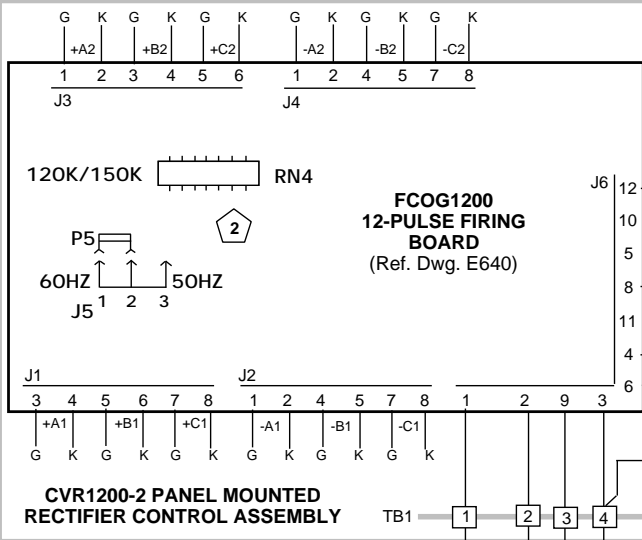 G K G K G K G K G K G K
+A2 +B2 +C2 -A2 -B2 -C2
1 2 3 4 5 6 1 2 4 5 7 8
J3 J4
120K/150K RN4
2
FCOG1200
12-PULSE FIRING
BOARD
(Ref. Dwg. E640)
J6
12
10
5
8
11
4
6
P5
60HZ 50HZ
J5 1 2 3
J1 J2
3 4 5 6 7 8 1 2 4 5 7 8 1 2 9 3
+A1 +B1 +C1 -A1 -B1 -C1
G K G K G K G K G K G K
CVR1200-2 PANEL MOUNTED
RECTIFIER CONTROL ASSEMBLY
TB1 1 2 3 4